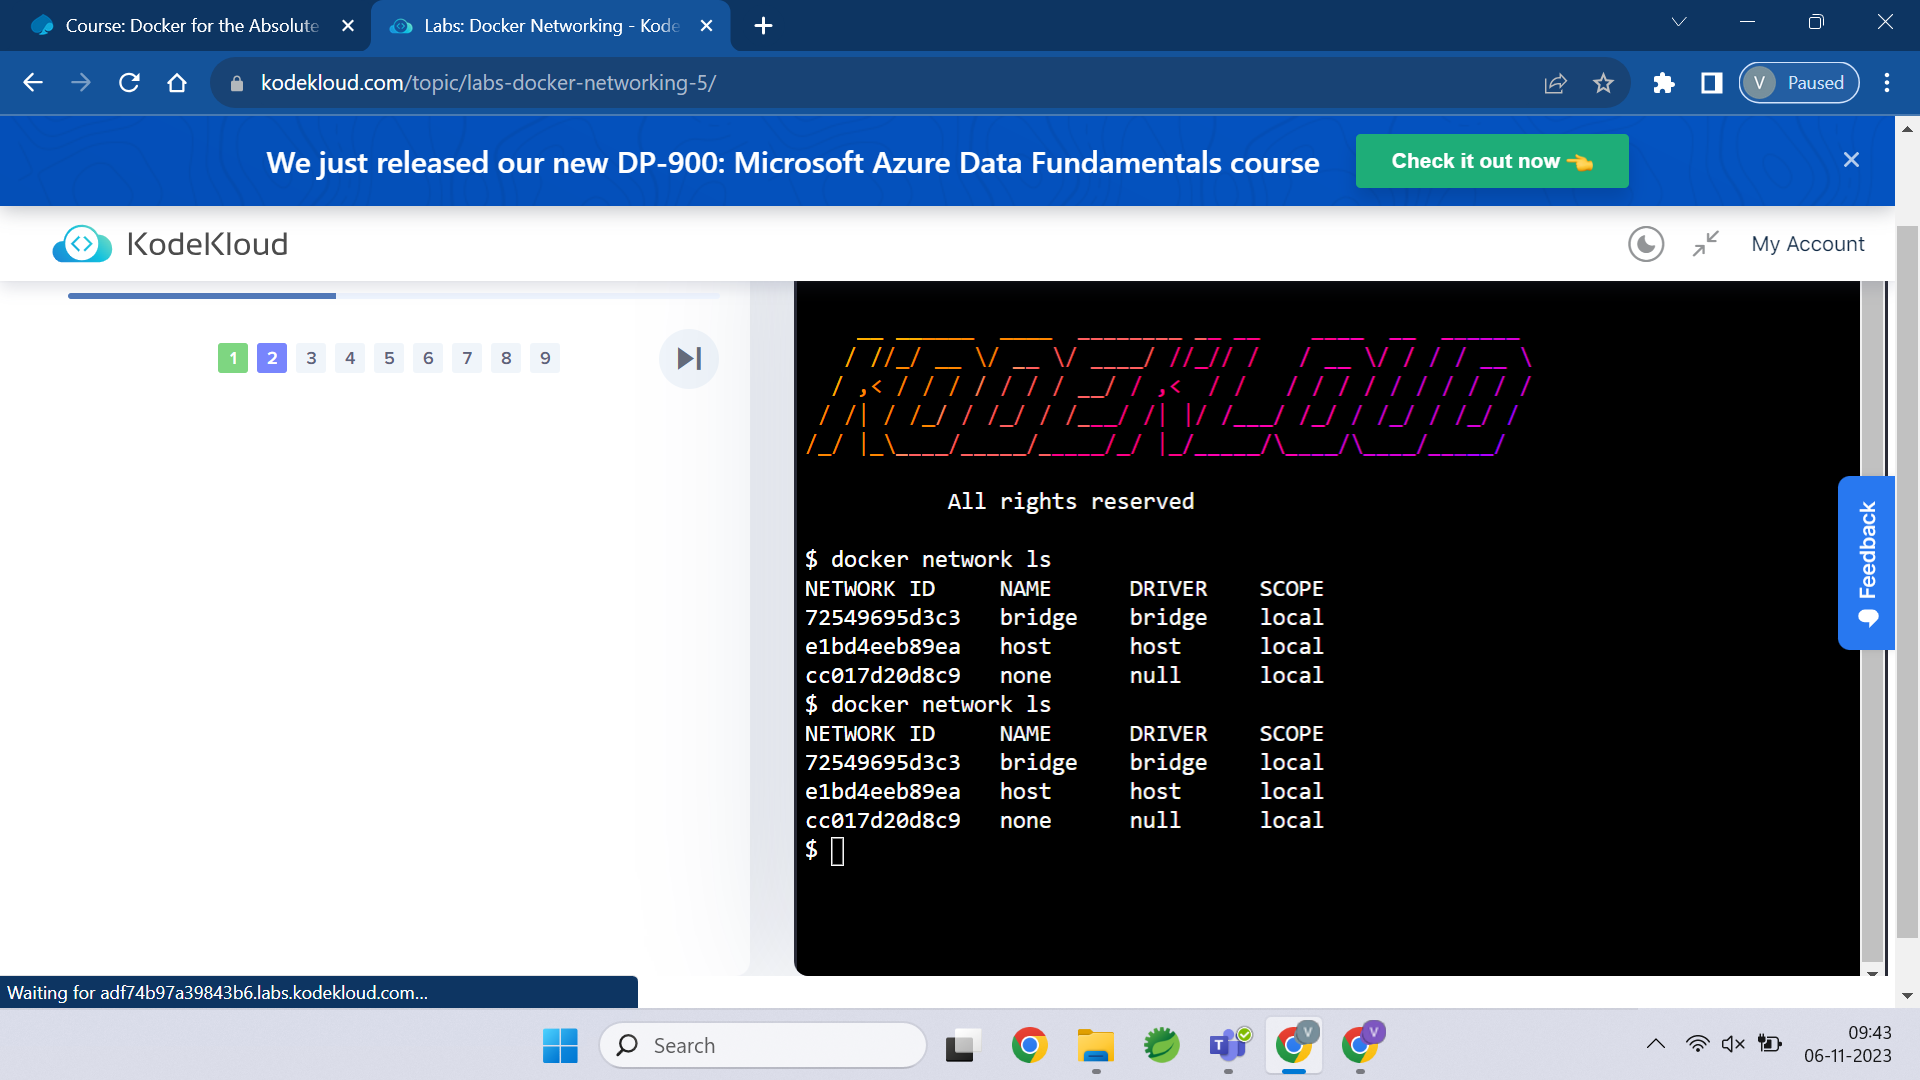 Course: Docker for the Absolute
Labs: Docker Networking - Kode
kodekloud.com/topic/labs-docker-networking-5/
V Paused
We just released our new DP-900: Microsoft Azure Data Fundamentals course
Check it out now 👈
KodeKloud
My Account
1 2 3 4 5 6 7 8 9
KODEKLOUD
All rights reserved
$ docker network ls
NETWORK ID NAME DRIVER SCOPE
72549695d3c3 bridge bridge local
e1bd4eeb89ea host host local
cc017d20d8c9 none null local
$ docker network ls
NETWORK ID NAME DRIVER SCOPE
72549695d3c3 bridge bridge local
e1bd4eeb89ea host host local
cc017d20d8c9 none null local
$
Feedback
Waiting for adf74b97a39843b6.labs.kodekloud.com...
Search
T
V
V
09:43
06-11-2023